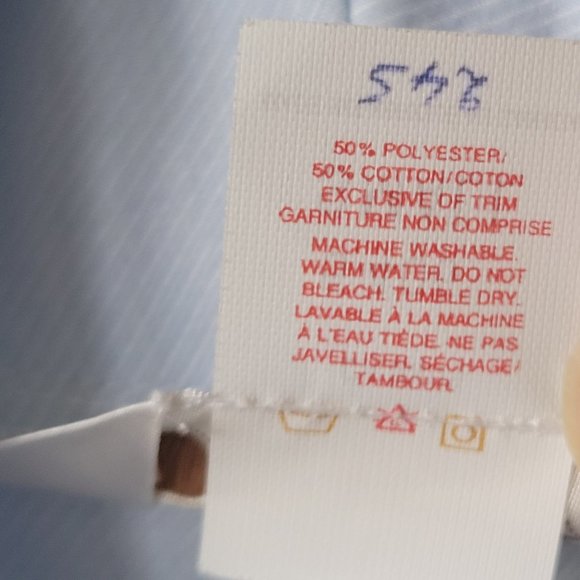 50% POLYESTER/
50% COTTON/COTON
EXCLUSIVE OF TRIM
GARNITURE NON COMPRISE
MACHINE WASHABLE.
WARM WATER. DO NOT
BLEACH. TUMBLE DRY.
LAVABLE À LA MACHINE
À L'EAU TIÈDE. NE PAS
JAVELLISER. SÉCHAGE/
TAMBOUR.